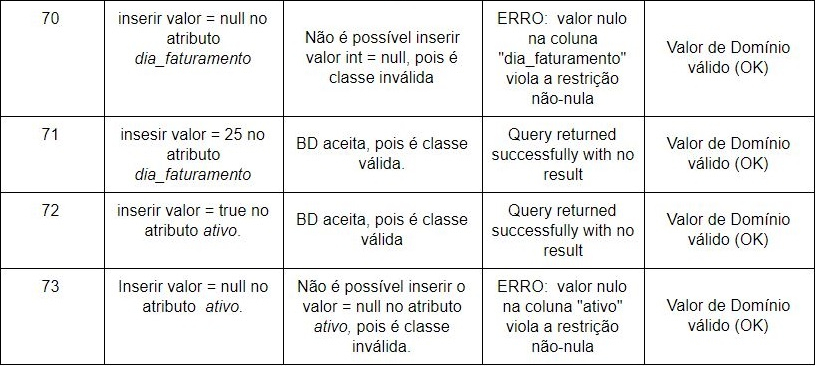 70
inserir valor = null no
atributo
dia_faturamento
Não é possível inserir
valor int = null, pois é
classe inválida
ERRO:  valor nulo
na coluna
"dia_faturamento"
viola a restrição
não-nula
Valor de Domínio
válido (OK)
71
insesir valor = 25 no
atributo
dia_faturamento
BD aceita, pois é classe
válida.
Query returned
successfully with no
result
Valor de Domínio
válido (OK)
72
inserir valor = true no
atributo ativo.
BD aceita, pois é classe
válida
Query returned
successfully with no
result
Valor de Domínio
válido (OK)
73
Inserir valor = null no
atributo  ativo.
Não é possível inserir o
valor = null no atributo
ativo, pois é classe
inválida.
ERRO:  valor nulo
na coluna "ativo"
viola a restrição
não-nula
Valor de Domínio
válido (OK)